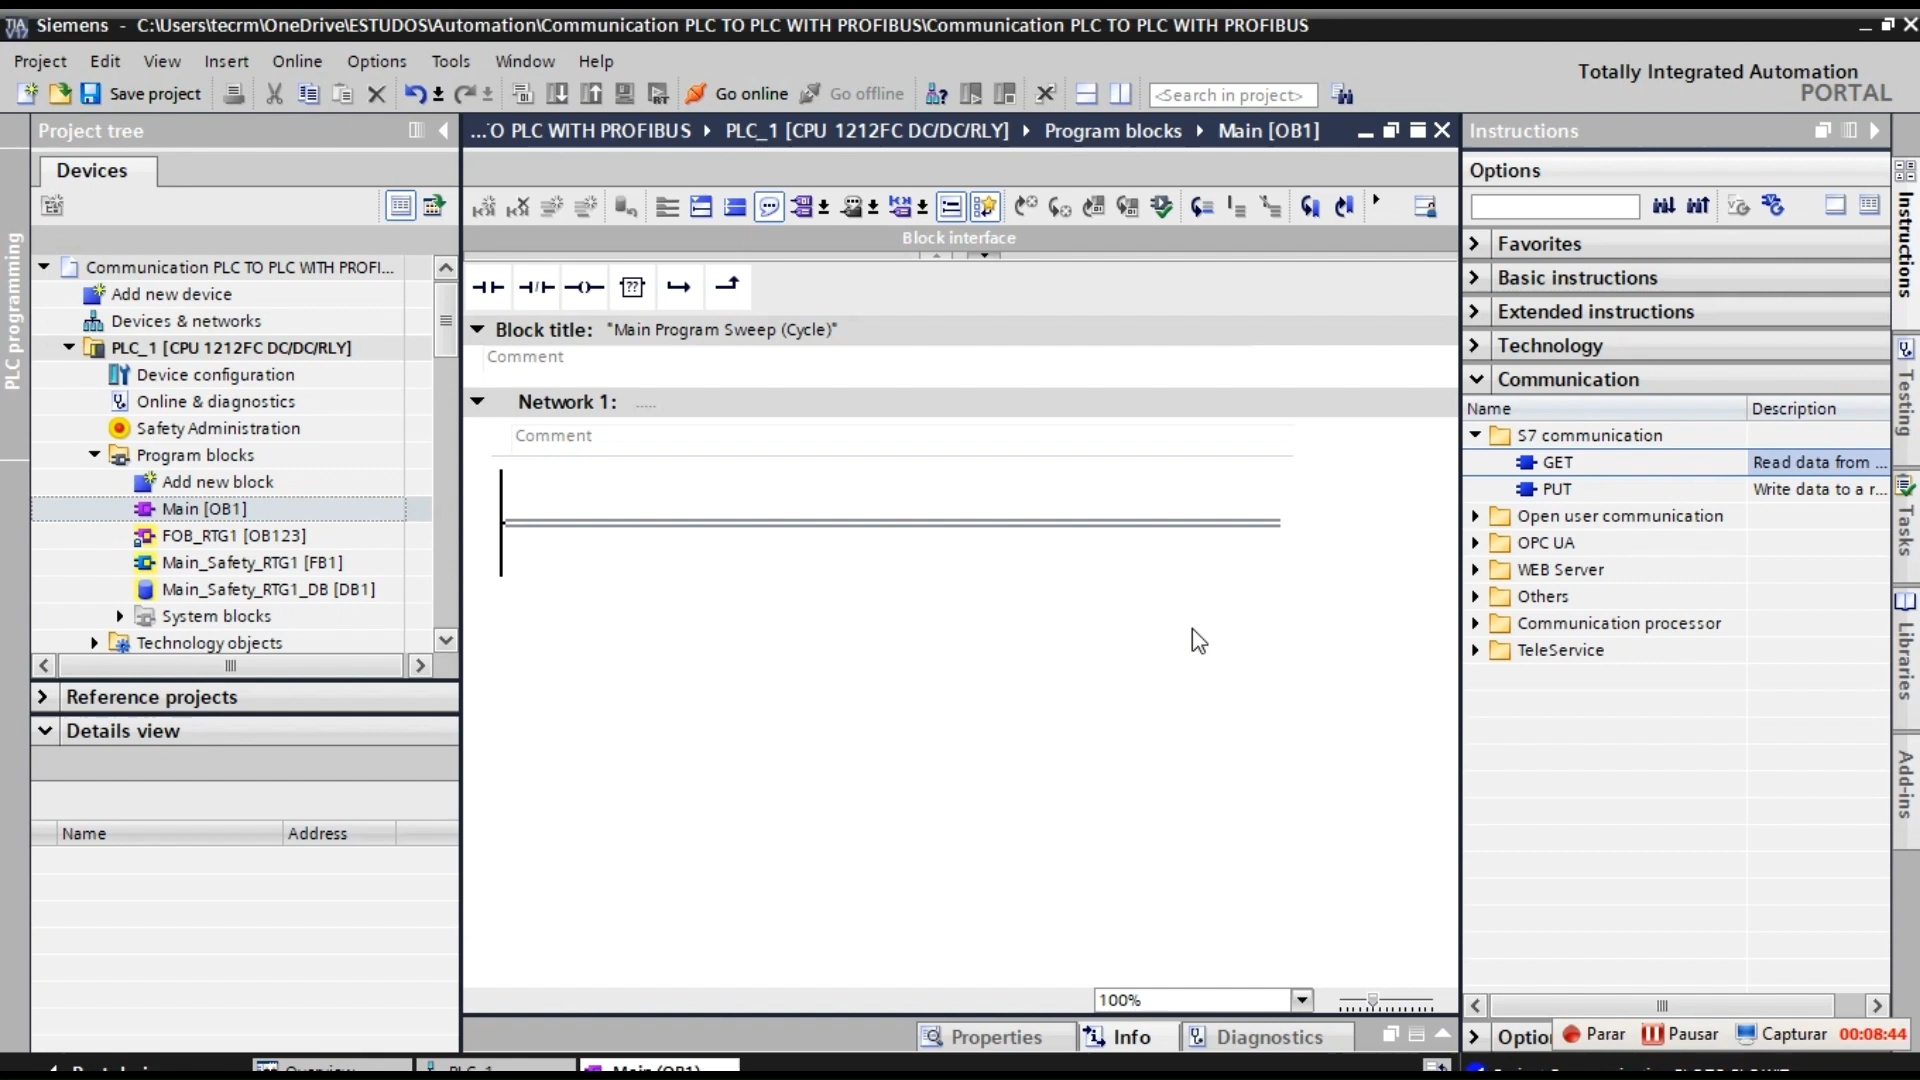 Siemens - C:\Users\tecrm\OneDrive\ESTUDOS\Automation\Communication PLC TO PLC WITH PROFIBUS\Communication PLC TO PLC WITH PROFIBUS
Project Edit View Insert Online Options Tools Window Help
Totally Integrated Automation
PORTAL
Save project
Go online
Go offline
<Search in project>
Project tree
...O PLC WITH PROFIBUS PLC_1 [CPU 1212FC DC/DC/RLY] Program blocks Main [OB1]
Instructions
Devices
Options
PLC programming
Communication PLC TO PLC WITH PROFI...
Add new device
Devices & networks
PLC_1 [CPU 1212FC DC/DC/RLY]
Device configuration
Online & diagnostics
Safety Administration
Program blocks
Add new block
Main [OB1]
FOB_RTG1 [OB123]
Main_Safety_RTG1 [FB1]
Main_Safety_RTG1_DB [DB1]
System blocks
Technology objects
Reference projects
Details view
Name Address
Block interface
Block title: "Main Program Sweep (Cycle)"
Comment
Network 1: .....
Comment
100%
Properties
Info
Diagnostics
Favorites
Basic instructions
Extended instructions
Technology
Communication
Name Description
S7 communication
GET Read data from ...
PUT Write data to a r...
Open user communication
OPC UA
WEB Server
Others
Communication processor
TeleService
Instructions
Testing
Tasks
Libraries
Add-ins
Parar
Pausar
Capturar
00:08:44